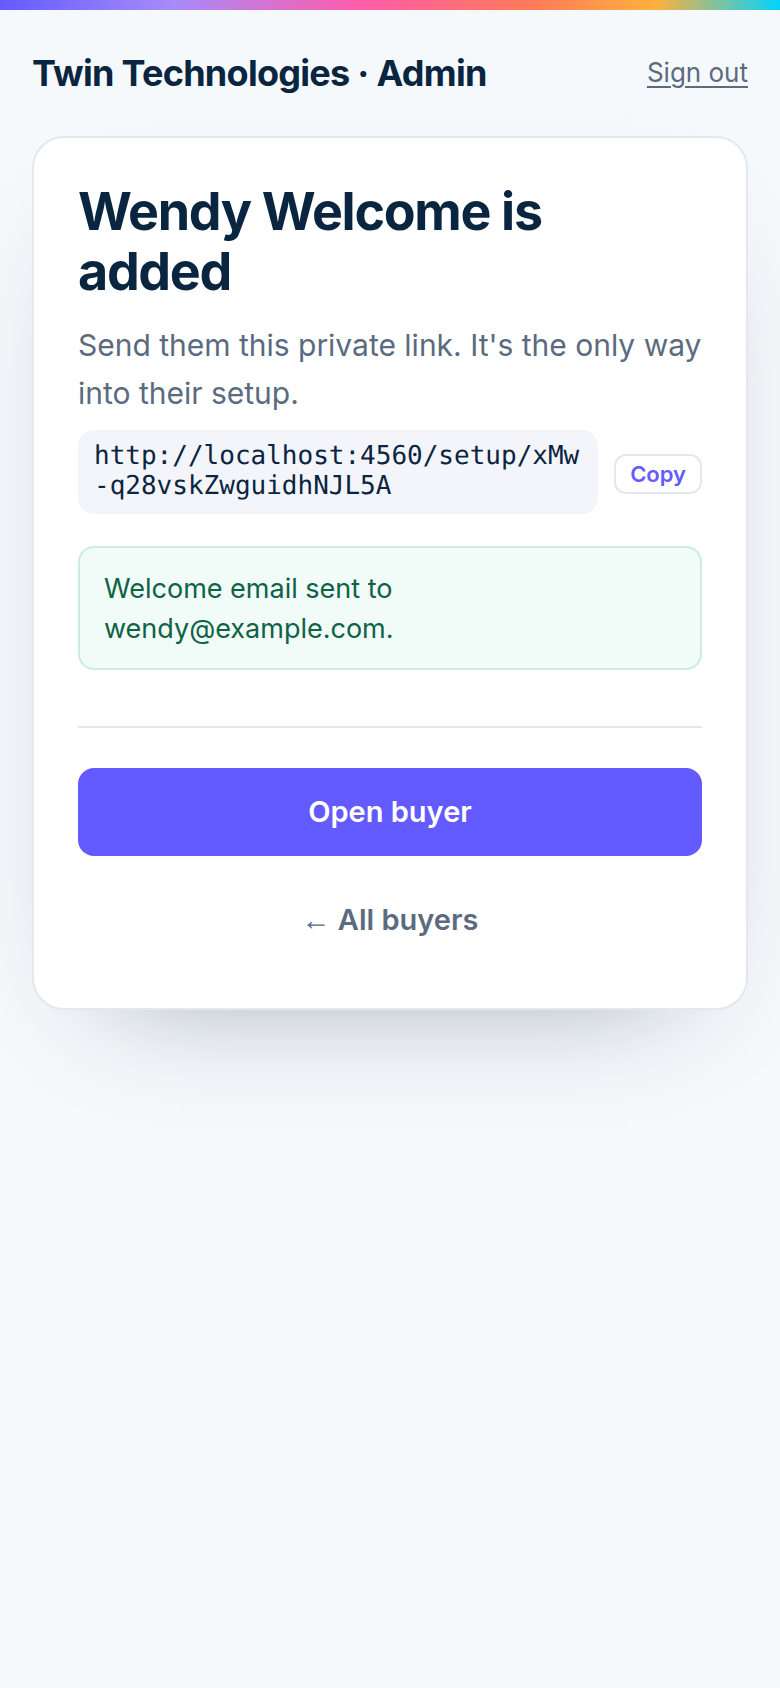 Twin Technologies · Admin
Sign out
Wendy Welcome is
added
Send them this private link. It's the only way
into their setup.
http://localhost:4560/setup/xMw
-q28vskZwguidhNJL5A
Copy
Welcome email sent to
wendy@example.com.
Open buyer
← All buyers